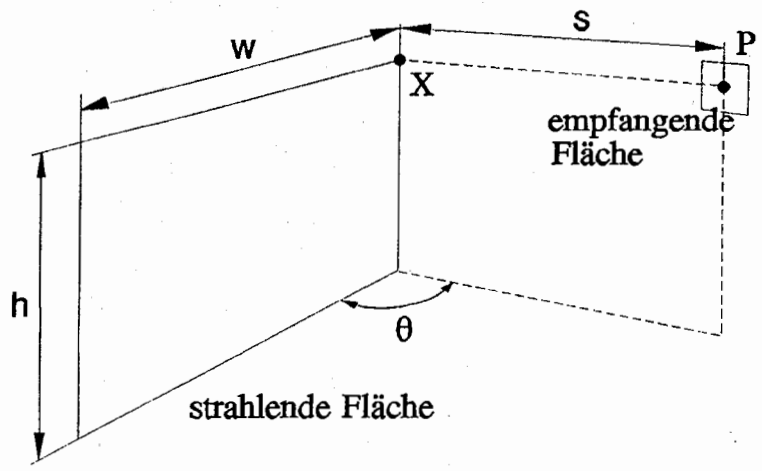 w
s
P
X
empfangende
Fläche
h
θ
strahlende Fläche